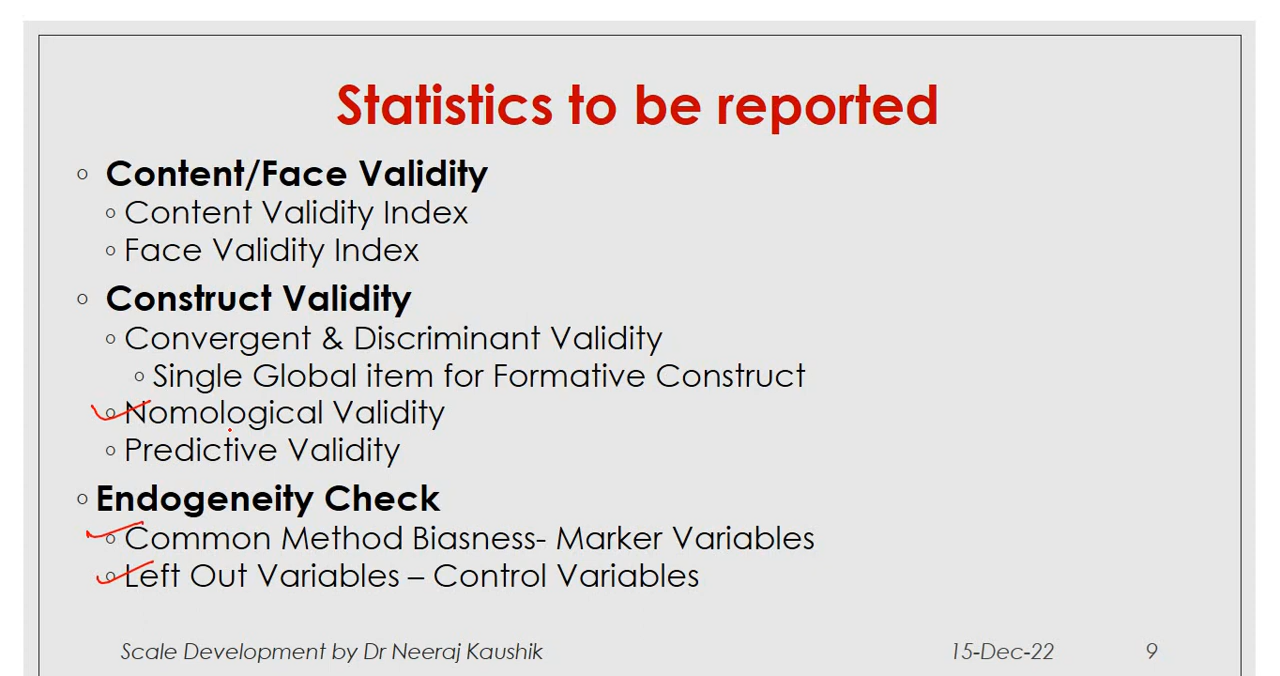 Statistics to be reported
Content/Face Validity
Content Validity Index
Face Validity Index
Construct Validity
Convergent & Discriminant Validity
Single Global item for Formative Construct
Nomological Validity
Predictive Validity
Endogeneity Check
Common Method Biasness- Marker Variables
Left Out Variables – Control Variables
Scale Development by Dr Neeraj Kaushik 15-Dec-22 9